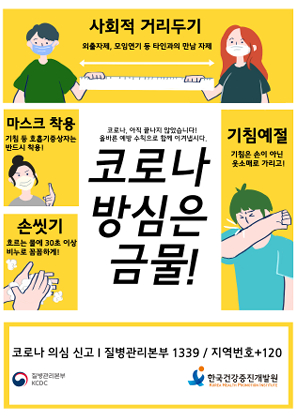 사회적 거리두기
외출자제, 모임연기 등 타인과의 만남 자제
마스크 착용
기침 등 호흡기증상자는
반드시 착용!
코로나, 아직 끝나지 않았습니다!
올바른 예방 수칙으로 함께 이겨냅시다.
코로나
방심은
금물!
기침예절
기침은 손이 아닌
옷소매로 가리고!
손씻기
흐르는 물에 30초 이상
비누로 꼼꼼하게!
코로나 의심 신고 I 질병관리본부 1339 / 지역번호+120
질병관리본부
KCDC
한국건강증진개발원
Korea Health Promotion Institute